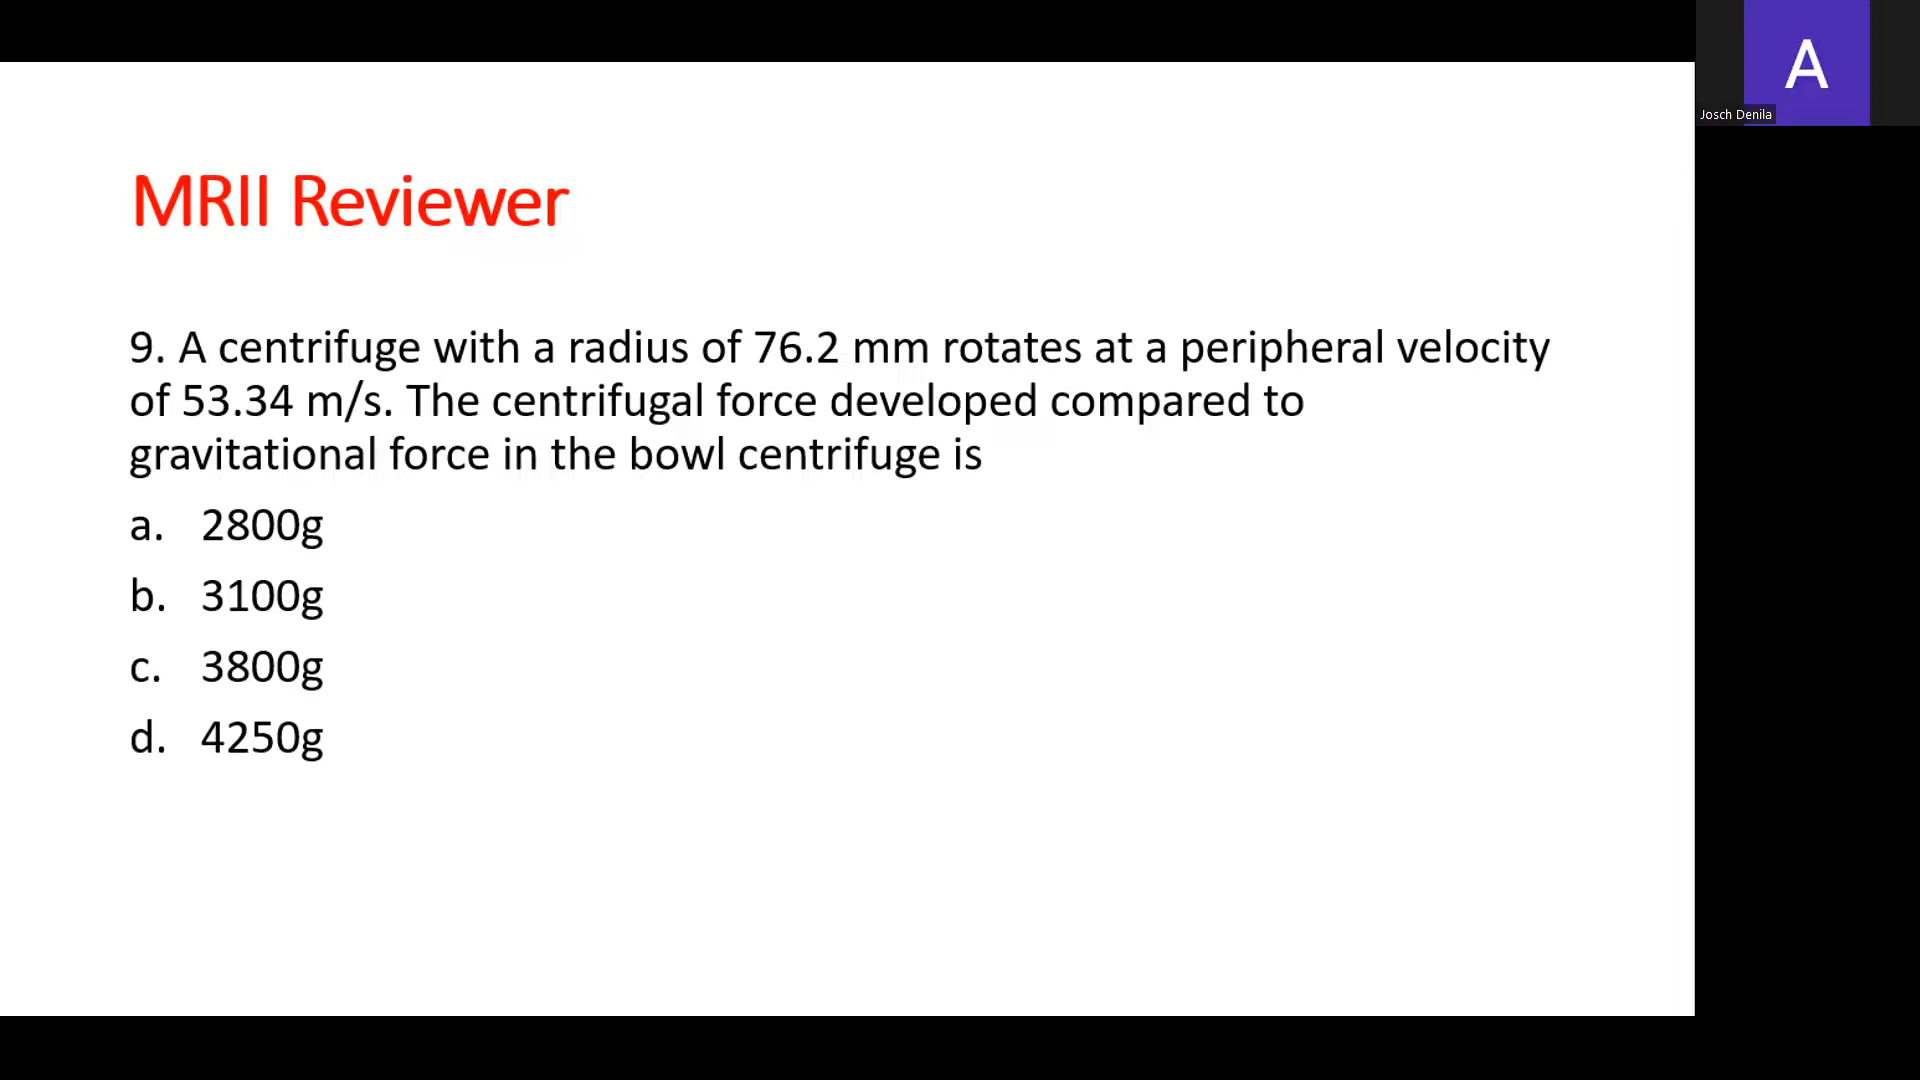 A
Josch Denila
MRII Reviewer
9. A centrifuge with a radius of 76.2 mm rotates at a peripheral velocity
of 53.34 m/s. The centrifugal force developed compared to
gravitational force in the bowl centrifuge is
a. 2800g
b. 3100g
c. 3800g
d. 4250g